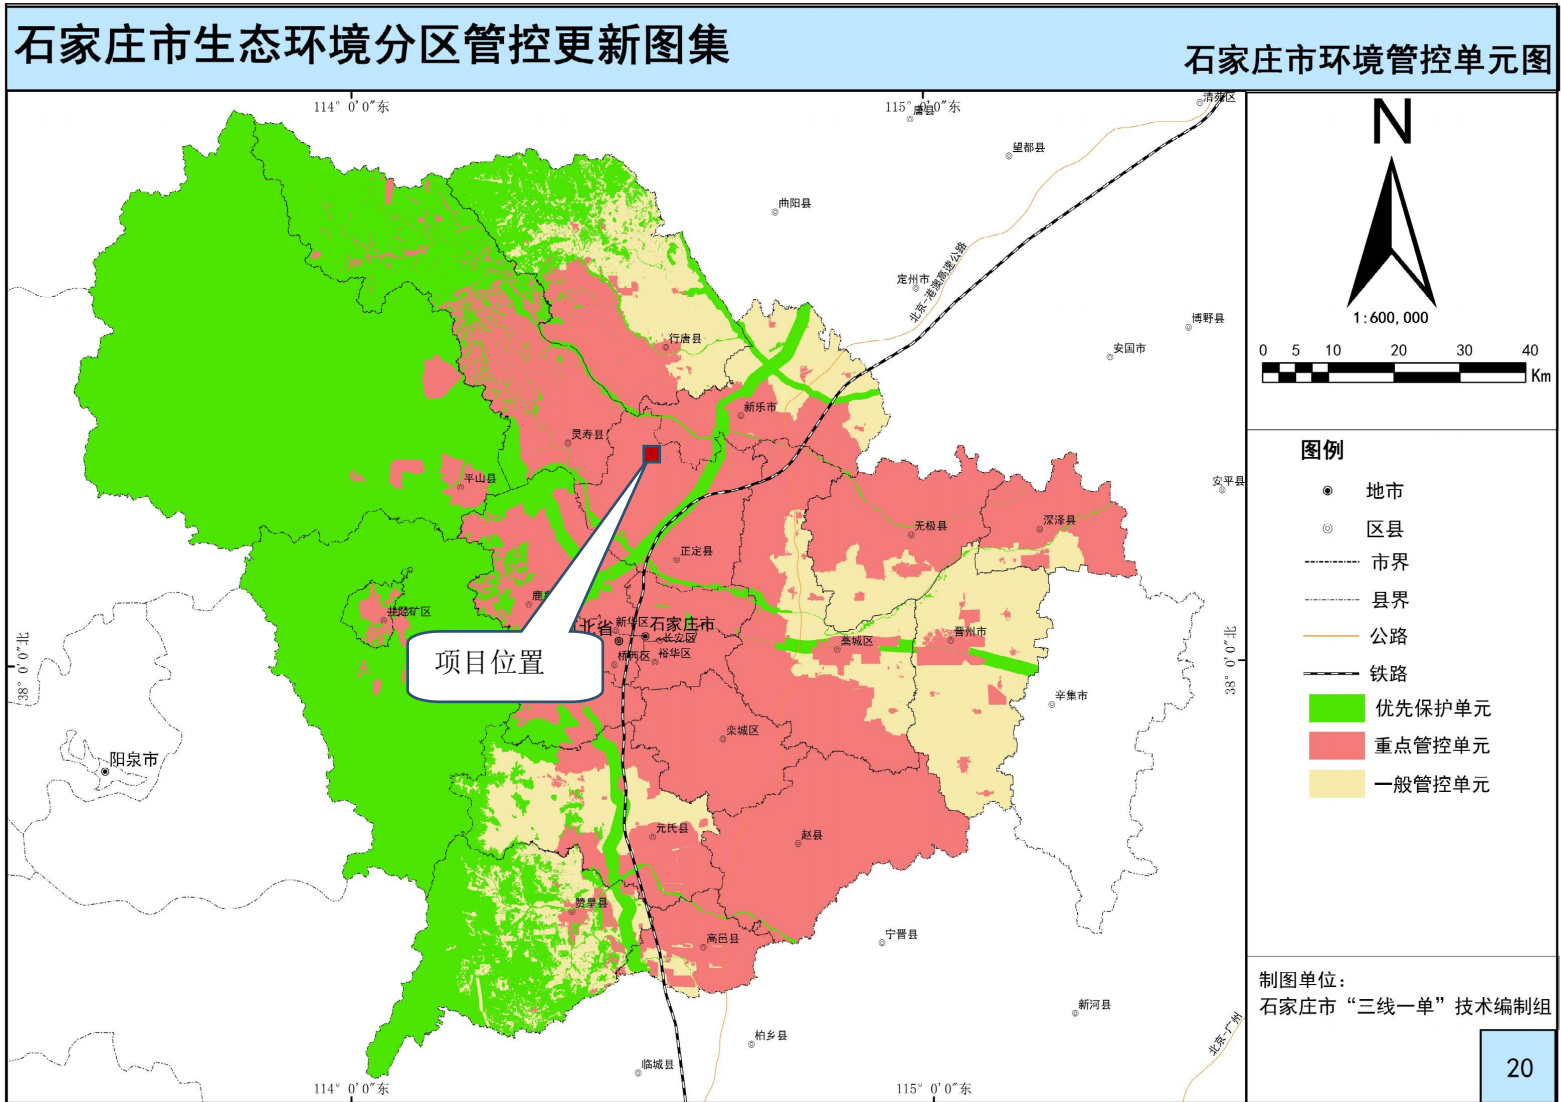 石家庄市生态环境分区管控更新图集
石家庄市环境管控单元图
114° 0′0″东
115° 0′0″东
清苑区
唐县
望都县
曲阳县
定州市
北京-港澳高速公路
博野县
安国市
行唐县
新乐市
灵寿县
平山县
安平县
无极县
深泽县
正定县
井陉矿区
新华区
石家庄市
北省
长安区
桥西区
裕华区
藁城区
晋州市
项目位置
38° 0′0″北
38° 0′0″北
辛集市
栾城区
阳泉市
元氏县
赵县
赞皇县
高邑县
宁晋县
新河县
柏乡县
临城县
北京-广州
114° 0′0″东
115° 0′0″东
N
1:600,000
0 5 10 20 30 40
Km
图例
地市
区县
市界
县界
公路
铁路
优先保护单元
重点管控单元
一般管控单元
制图单位：
石家庄市“三线一单”技术编制组
20